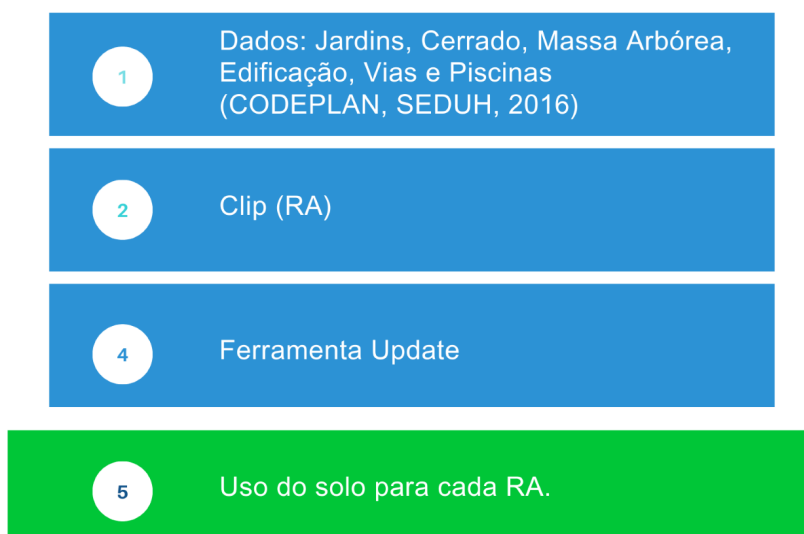 1
Dados: Jardins, Cerrado, Massa Arbórea,
Edificação, Vias e Piscinas
(CODEPLAN, SEDUH, 2016)
2
Clip (RA)
4
Ferramenta Update
5
Uso do solo para cada RA.